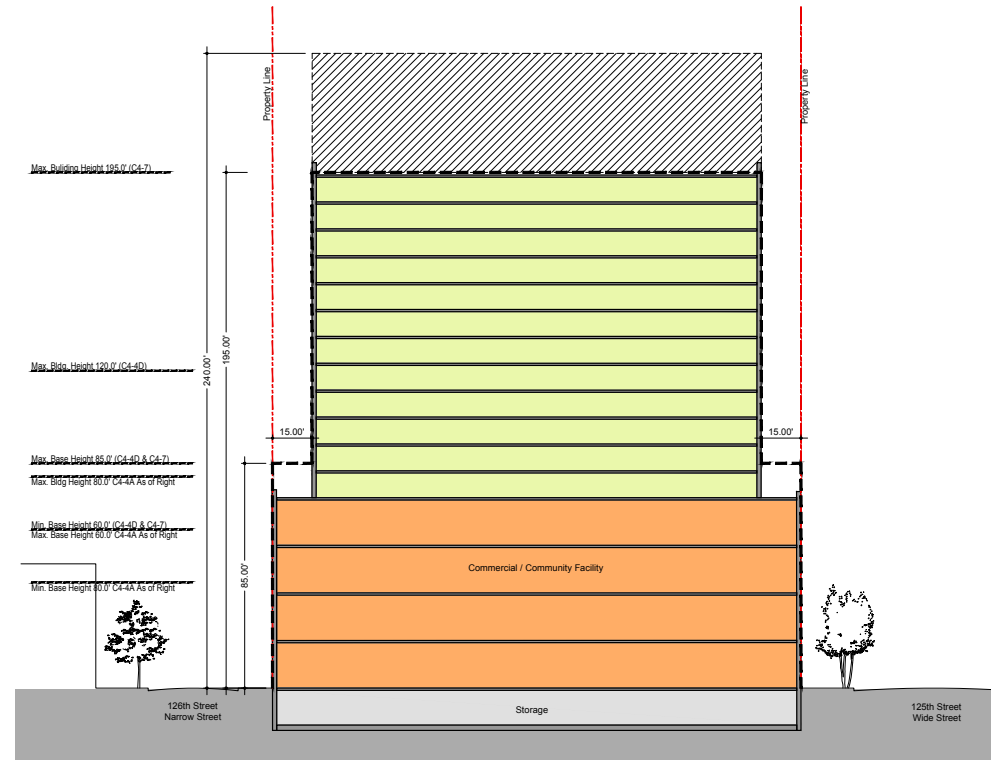 Property Line
Property Line
Max. Building Height 195.0' (C4-7)
240.00'
195.00'
Max. Bldg. Height 120.0' (C4-4D)
15.00'
15.00'
Max. Base Height 85.0' (C4-4D & C4-7)
Max. Bldg Height 80.0' C4-4A As of Right
Min. Base Height 60.0' (C4-4D & C4-7)
Max. Base Height 60.0' C4-4A As of Right
85.00'
Commercial / Community Facility
Min. Base Height 80.0' C4-4A As of Right
126th Street
Narrow Street
Storage
125th Street
Wide Street